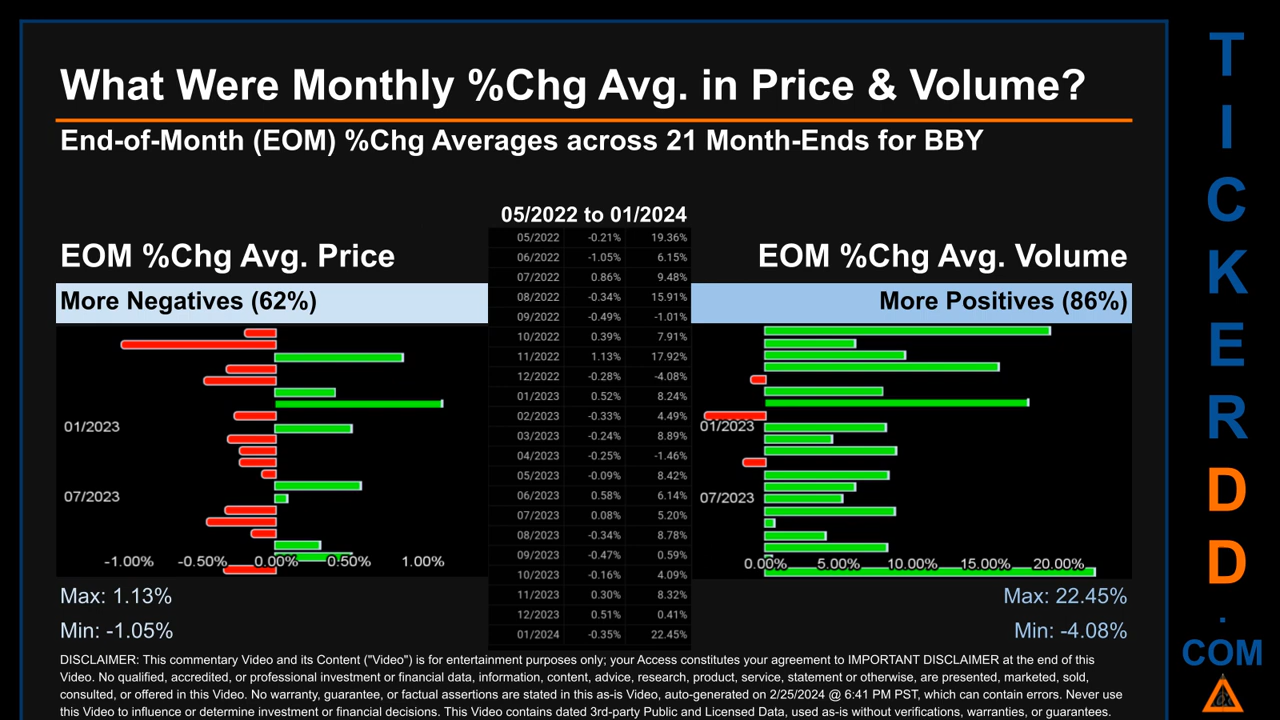 What Were Monthly %Chg Avg. in Price & Volume?
End-of-Month (EOM) %Chg Averages across 21 Month-Ends for BBY
05/2022 to 01/2024
EOM %Chg Avg. Price
EOM %Chg Avg. Volume
More Negatives (62%)
More Positives (86%)
05/2022 -0.21% 19.36%
06/2022 -1.05% 6.15%
07/2022 0.86% 9.48%
08/2022 -0.34% 15.91%
09/2022 -0.49% -1.01%
10/2022 0.39% 7.91%
11/2022 1.13% 17.92%
12/2022 -0.28% -4.08%
01/2023 0.52% 8.24%
02/2023 -0.33% 4.49%
03/2023 -0.24% 8.89%
04/2023 -0.25% -1.46%
05/2023 -0.09% 8.42%
06/2023 0.58% 6.14%
07/2023 0.08% 5.20%
08/2023 -0.34% 8.78%
09/2023 -0.47% 0.59%
10/2023 -0.16% 4.09%
11/2023 0.30% 8.32%
12/2023 0.51% 0.41%
01/2024 -0.35% 22.45%
01/2023
07/2023
-1.00% -0.50% 0.00% 0.50% 1.00%
01/2023
07/2023
0.00% 5.00% 10.00% 15.00% 20.00%
Max: 1.13%
Min: -1.05%
Max: 22.45%
Min: -4.08%
DISCLAIMER: This commentary Video and its Content ("Video") is for entertainment purposes only; your Access constitutes your agreement to IMPORTANT DISCLAIMER at the end of this
Video. No qualified, accredited, or professional investment or financial data, information, content, advice, research, product, service, statement or otherwise, are presented, marketed, sold,
consulted, or offered in this Video. No warranty, guarantee, or factual assertions are stated in this as-is Video, auto-generated on 2/25/2024 @ 6:41 PM PST, which can contain errors. Never use
this Video to influence or determine investment or financial decisions. This Video contains dated 3rd-party Public and Licensed Data, used as-is without verifications, warranties, or guarantees.
T
I
C
K
E
R
D
D
.
COM